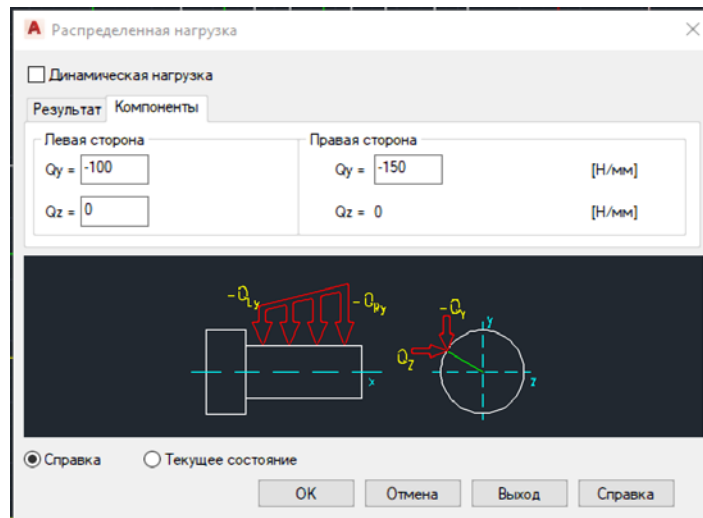 Распределенная нагрузка
Динамическая нагрузка
Результат Компоненты
Левая сторона Правая сторона
Qy = -100 Qy = -150 [Н/мм]
Qz = 0 Qz = 0 [Н/мм]
-QLy -QRy -QY y
QZ
x z
Справка Текущее состояние
OK Отмена Выход Справка